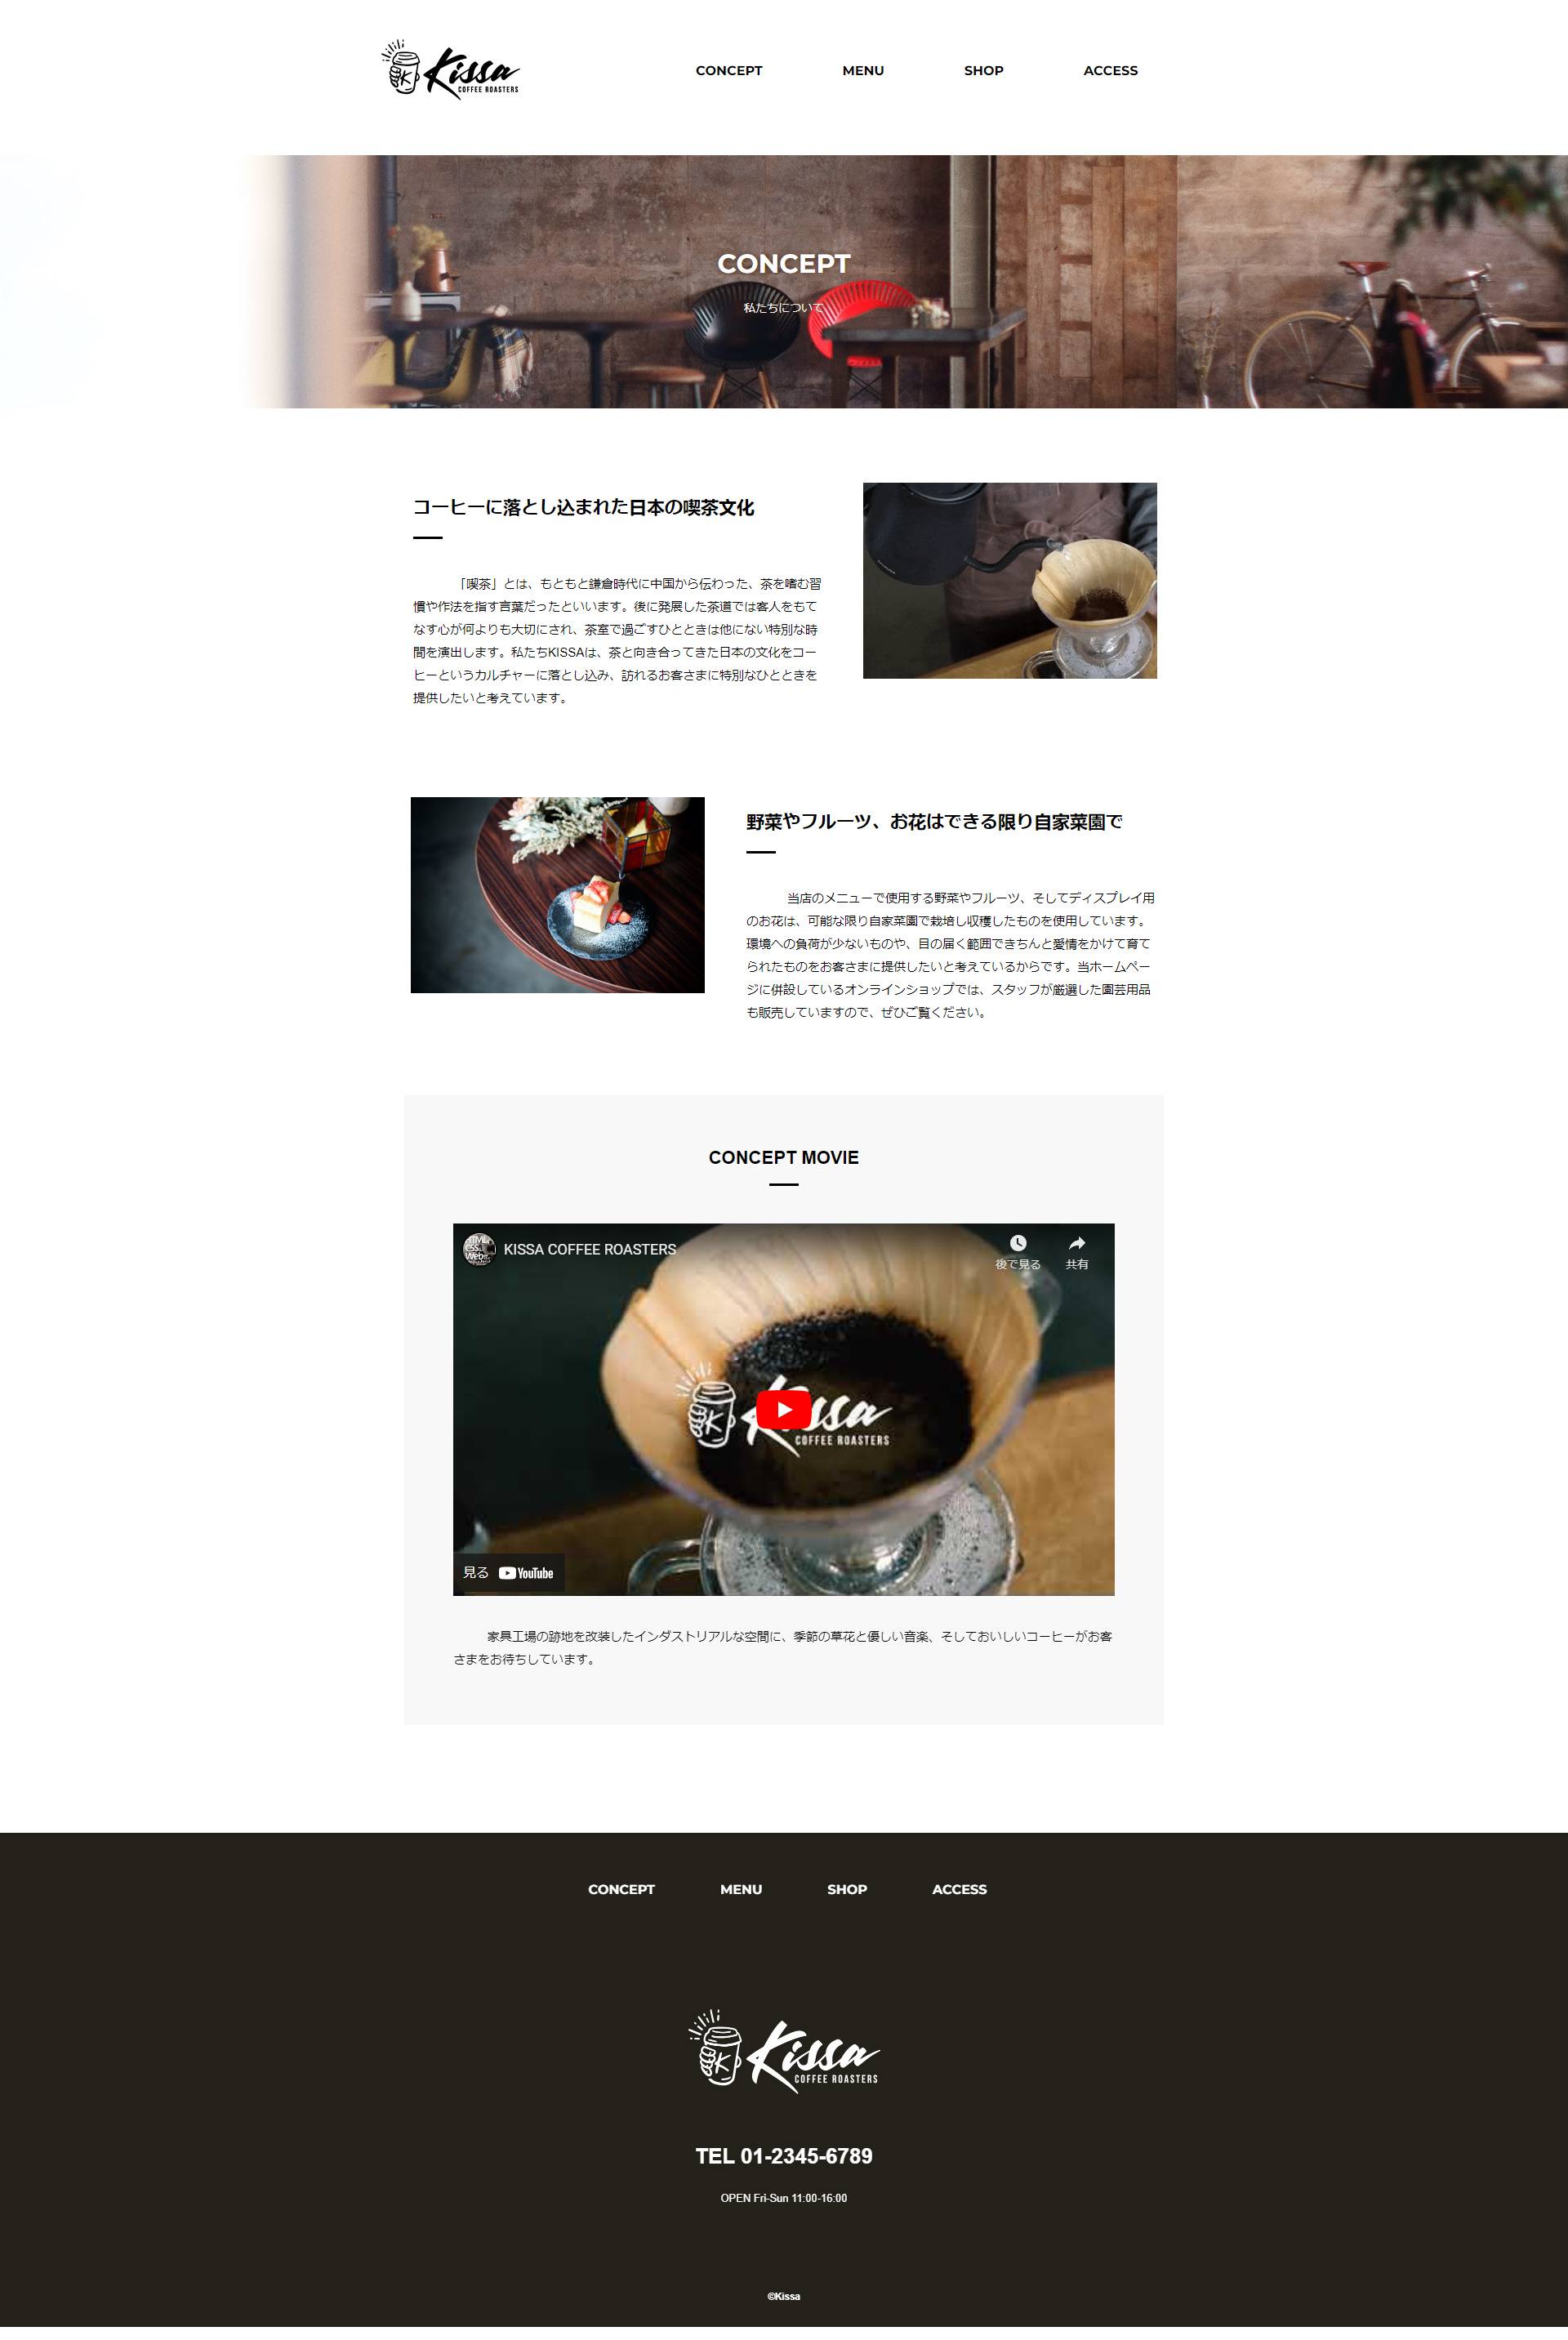 Kissa
COFFEE ROASTERS
CONCEPT MENU SHOP ACCESS
CONCEPT
私たちについて
コーヒーに落とし込まれた日本の喫茶文化
「喫茶」とは、もともと鎌倉時代に中国から伝わった、茶を嗜む習
慣や作法を指す言葉だったといいます。後に発展した茶道では客人をもて
なす心が何よりも大切にされ、茶室で過ごすひとときは他にない特別な時
間を演出します。私たちKISSAは、茶と向き合ってきた日本の文化をコー
ヒーというカルチャーに落とし込み、訪れるお客さまに特別なひとときを
提供したいと考えています。
野菜やフルーツ、お花はできる限り自家菜園で
当店のメニューで使用する野菜やフルーツ、そしてディスプレイ用
のお花は、可能な限り自家菜園で栽培し収穫したものを使用しています。
環境への負荷が少ないものや、目の届く範囲できちんと愛情をかけて育て
られたものをお客さまに提供したいと考えているからです。当ホームペー
ジに併設しているオンラインショップでは、スタッフが厳選した園芸用品
も販売していますので、ぜひご覧ください。
CONCEPT MOVIE
KISSA COFFEE ROASTERS
後で見る 共有
COFFEE ROASTERS
見る YouTube
家具工場の跡地を改装したインダストリアルな空間に、季節の草花と優しい音楽、そしておいしいコーヒーがお客
さまをお待ちしています。
CONCEPT MENU SHOP ACCESS
Kissa
COFFEE ROASTERS
TEL 01-2345-6789
OPEN Fri-Sun 11:00-16:00
©Kissa